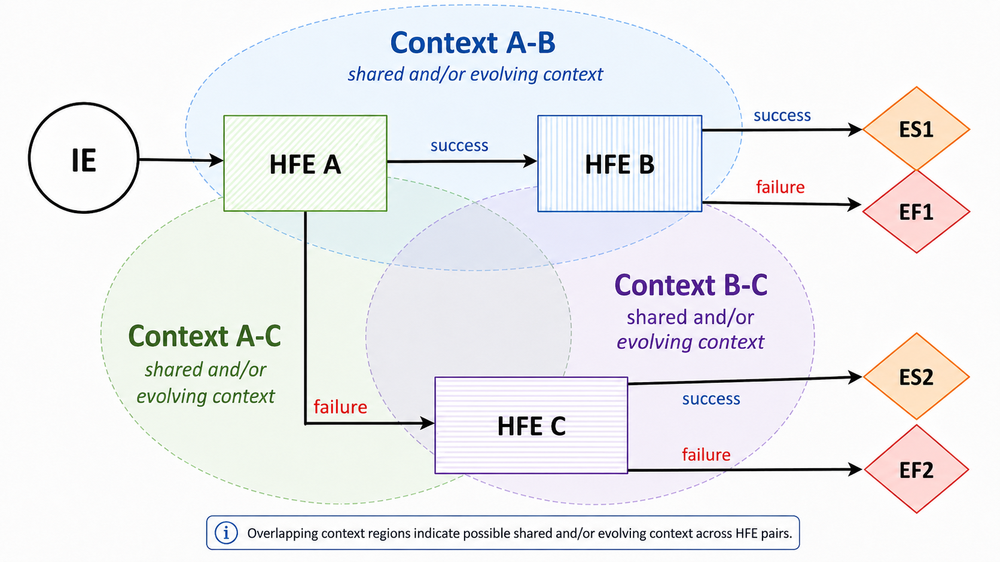 Context A-B
shared and/or evolving context
IE
HFE A
success
HFE B
success
ES1
failure
EF1
Context A-C
shared and/or
evolving context
Context B-C
shared and/or
evolving context
failure
HFE C
success
ES2
failure
EF2
i
Overlapping context regions indicate possible shared and/or evolving context across HFE pairs.